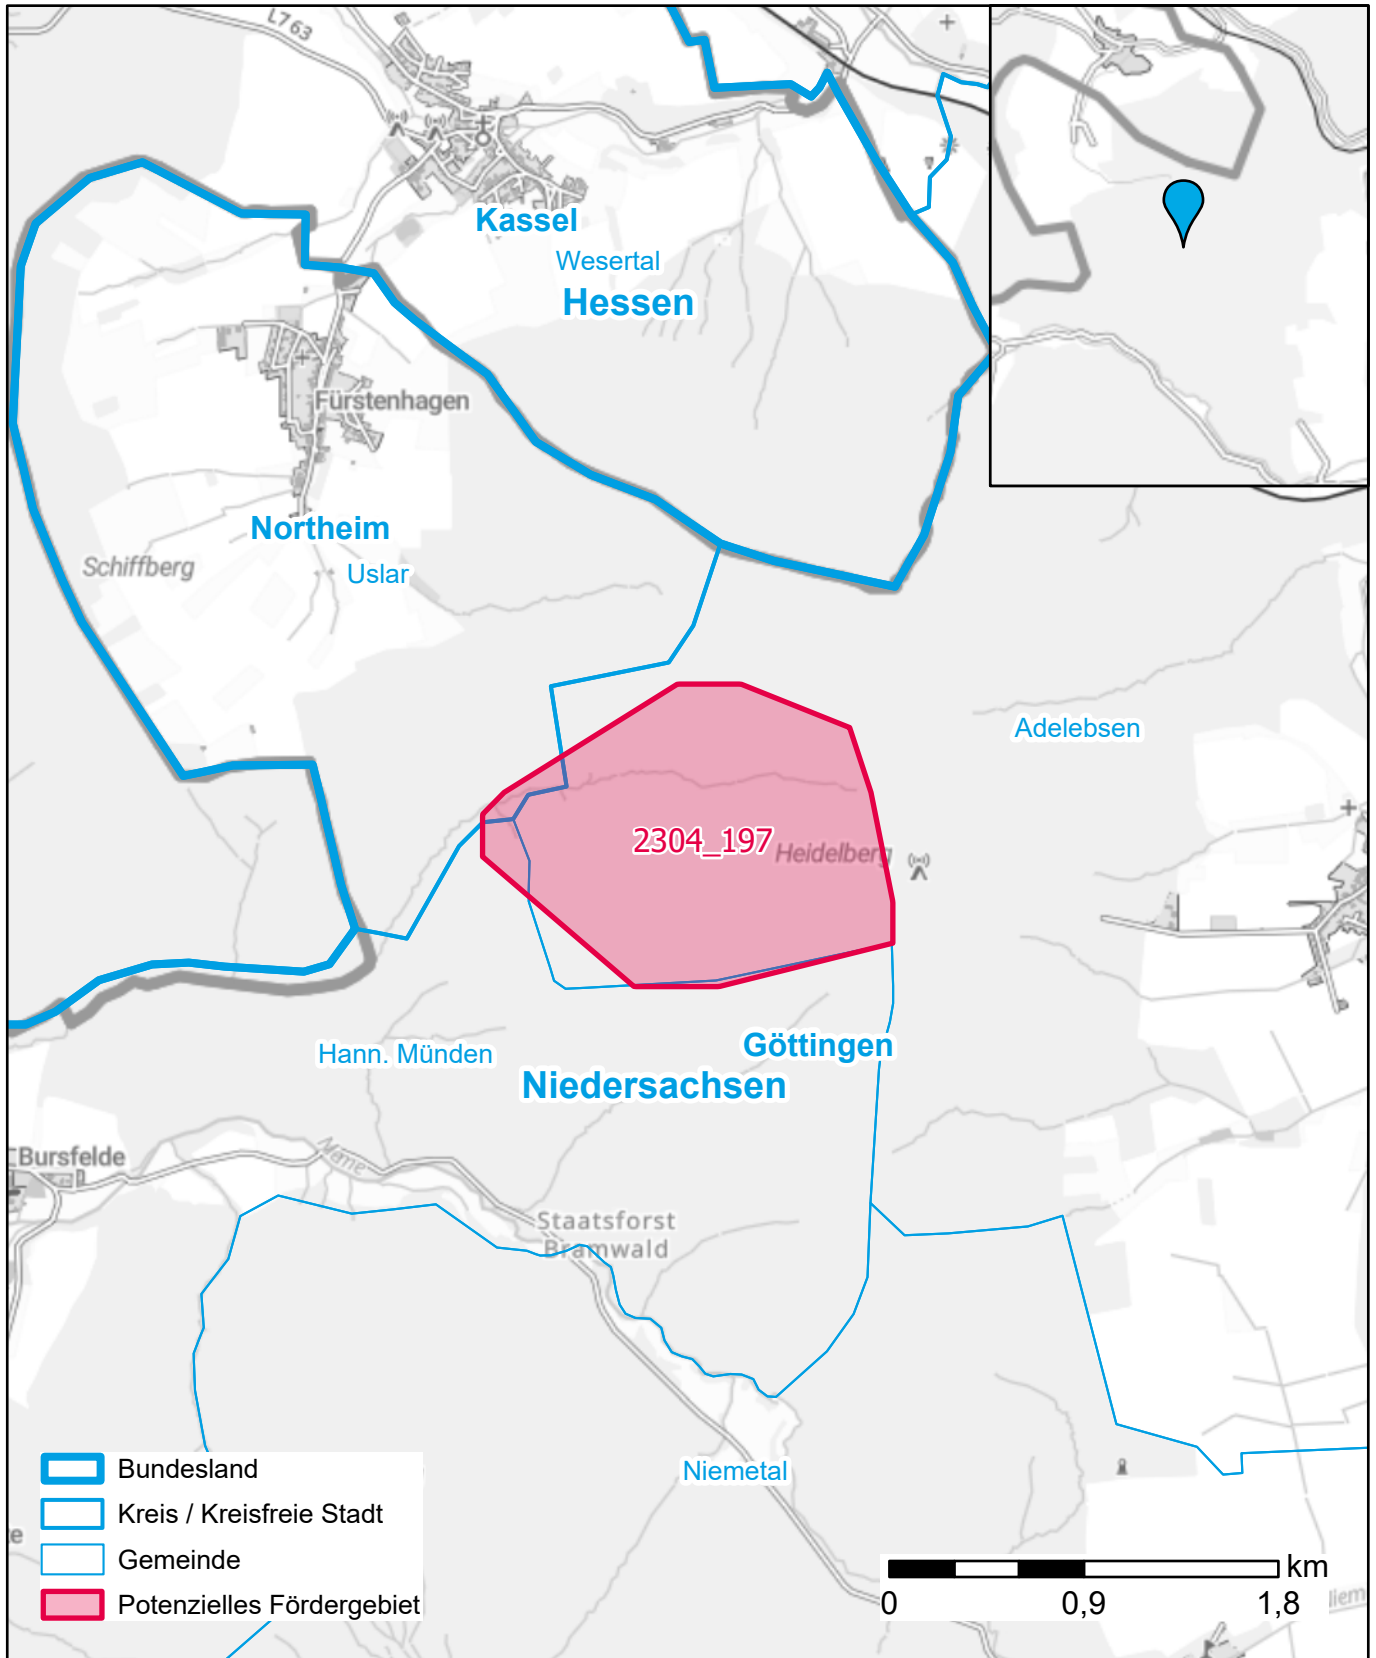 L763
Kassel
Wesertal
Hessen
Fürstenhagen
Northeim
Schiffberg
Uslar
Adelebsen
2304_197
Heidelberg
Göttingen
Hann. Münden
Niedersachsen
Bursfelde
Staatsforst
Bramwald
Niemetal
Bundesland
Kreis / Kreisfreie Stadt
Gemeinde
Potenzielles Fördergebiet
km
0
0,9
1,8